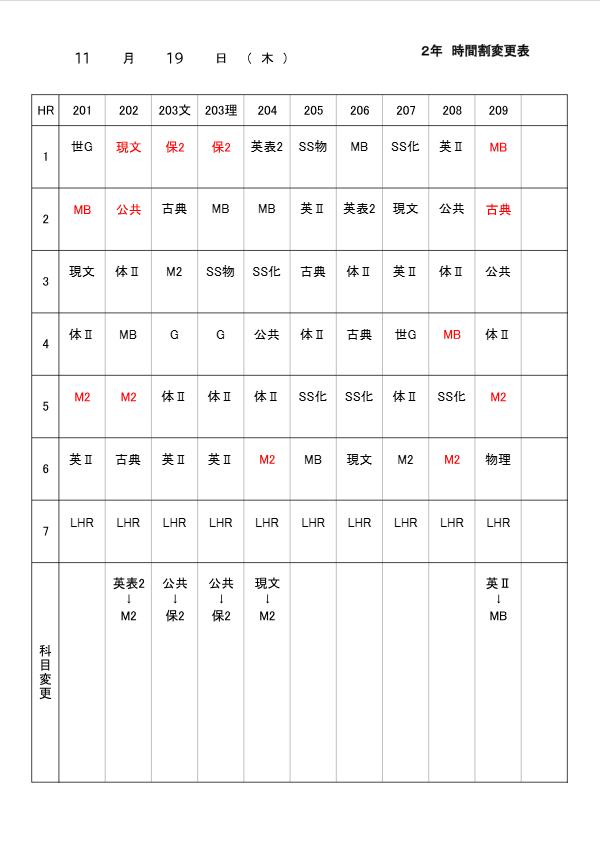 ２年 時間割変更表
11 月 19 日 （ 木 ）
HR 201 202 203文 203理 204 205 206 207 208 209
1 世G 現文 保2 保2 英表2 SS物 MB SS化 英Ⅱ MB
2 MB 公共 古典 MB MB 英Ⅱ 英表2 現文 公共 古典
3 現文 体Ⅱ M2 SS物 SS化 古典 体Ⅱ 英Ⅱ 体Ⅱ 公共
4 体Ⅱ MB G G 公共 体Ⅱ 古典 世G MB 体Ⅱ
5 M2 M2 体Ⅱ 体Ⅱ 体Ⅱ SS化 SS化 体Ⅱ SS化 M2
6 英Ⅱ 古典 英Ⅱ 英Ⅱ M2 MB 現文 M2 M2 物理
7 LHR LHR LHR LHR LHR LHR LHR LHR LHR LHR
科目変更
英表2 公共 公共 現文 英Ⅱ
↓ ↓ ↓ ↓ ↓
M2 保2 保2 M2 MB